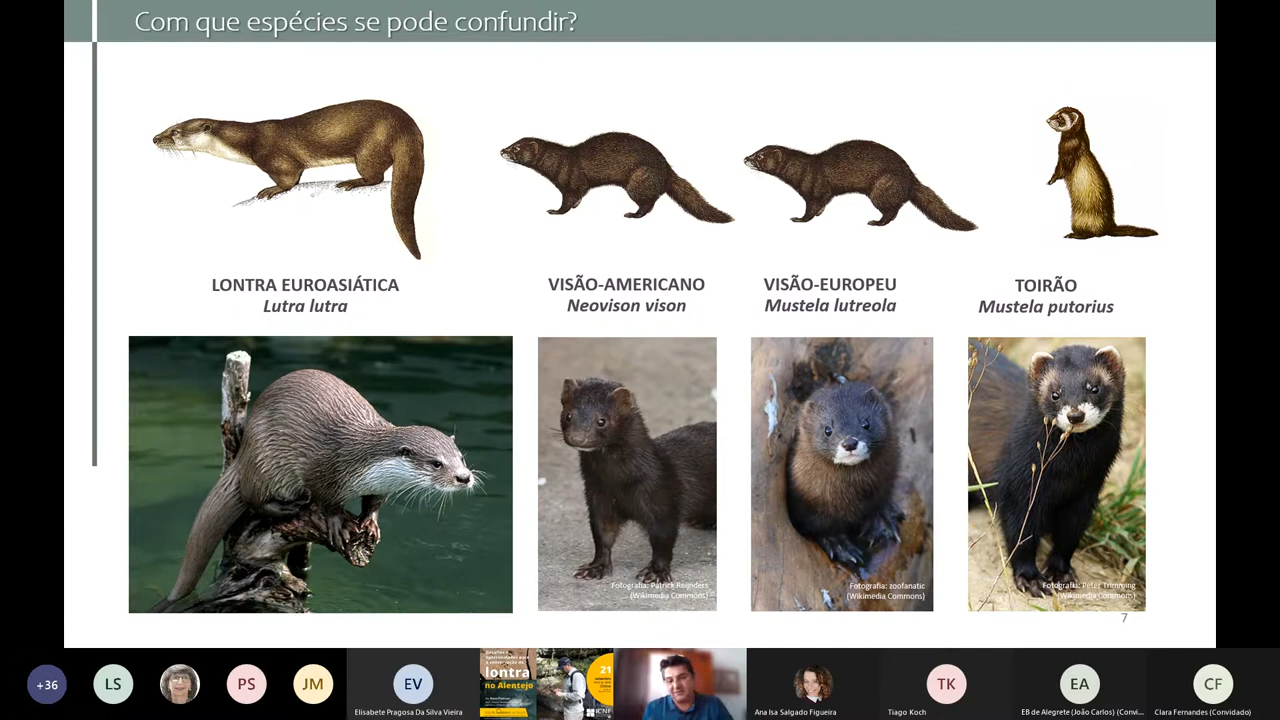 Com que espécies se pode confundir?
LONTRA EUROASIÁTICA
Lutra lutra
VISÃO-AMERICANO
Neovison vison
VISÃO-EUROPEU
Mustela lutreola
TOIRÃO
Mustela putorius
Fotografia: Patrick Reijnders
(Wikimedia Commons)
Fotografia: zoofanatic
(Wikimedia Commons)
Fotografia: Peter Trimming
(Wikimedia Commons)
7
+36
LS
PS
JM
EV
Elisabete Pragosa Da Silva Vieira
lontra
no Alentejo
21
ICNF
Ana Isa Salgado Figueira
TK
Tiago Koch
EA
EB de Alegrete (João Carlos) (Convi...
CF
Clara Fernandes (Convidado)